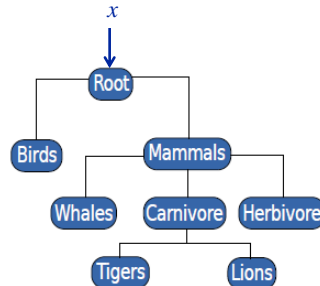 x
Root
Birds
Mammals
Whales Carnivore Herbivore
Tigers Lions